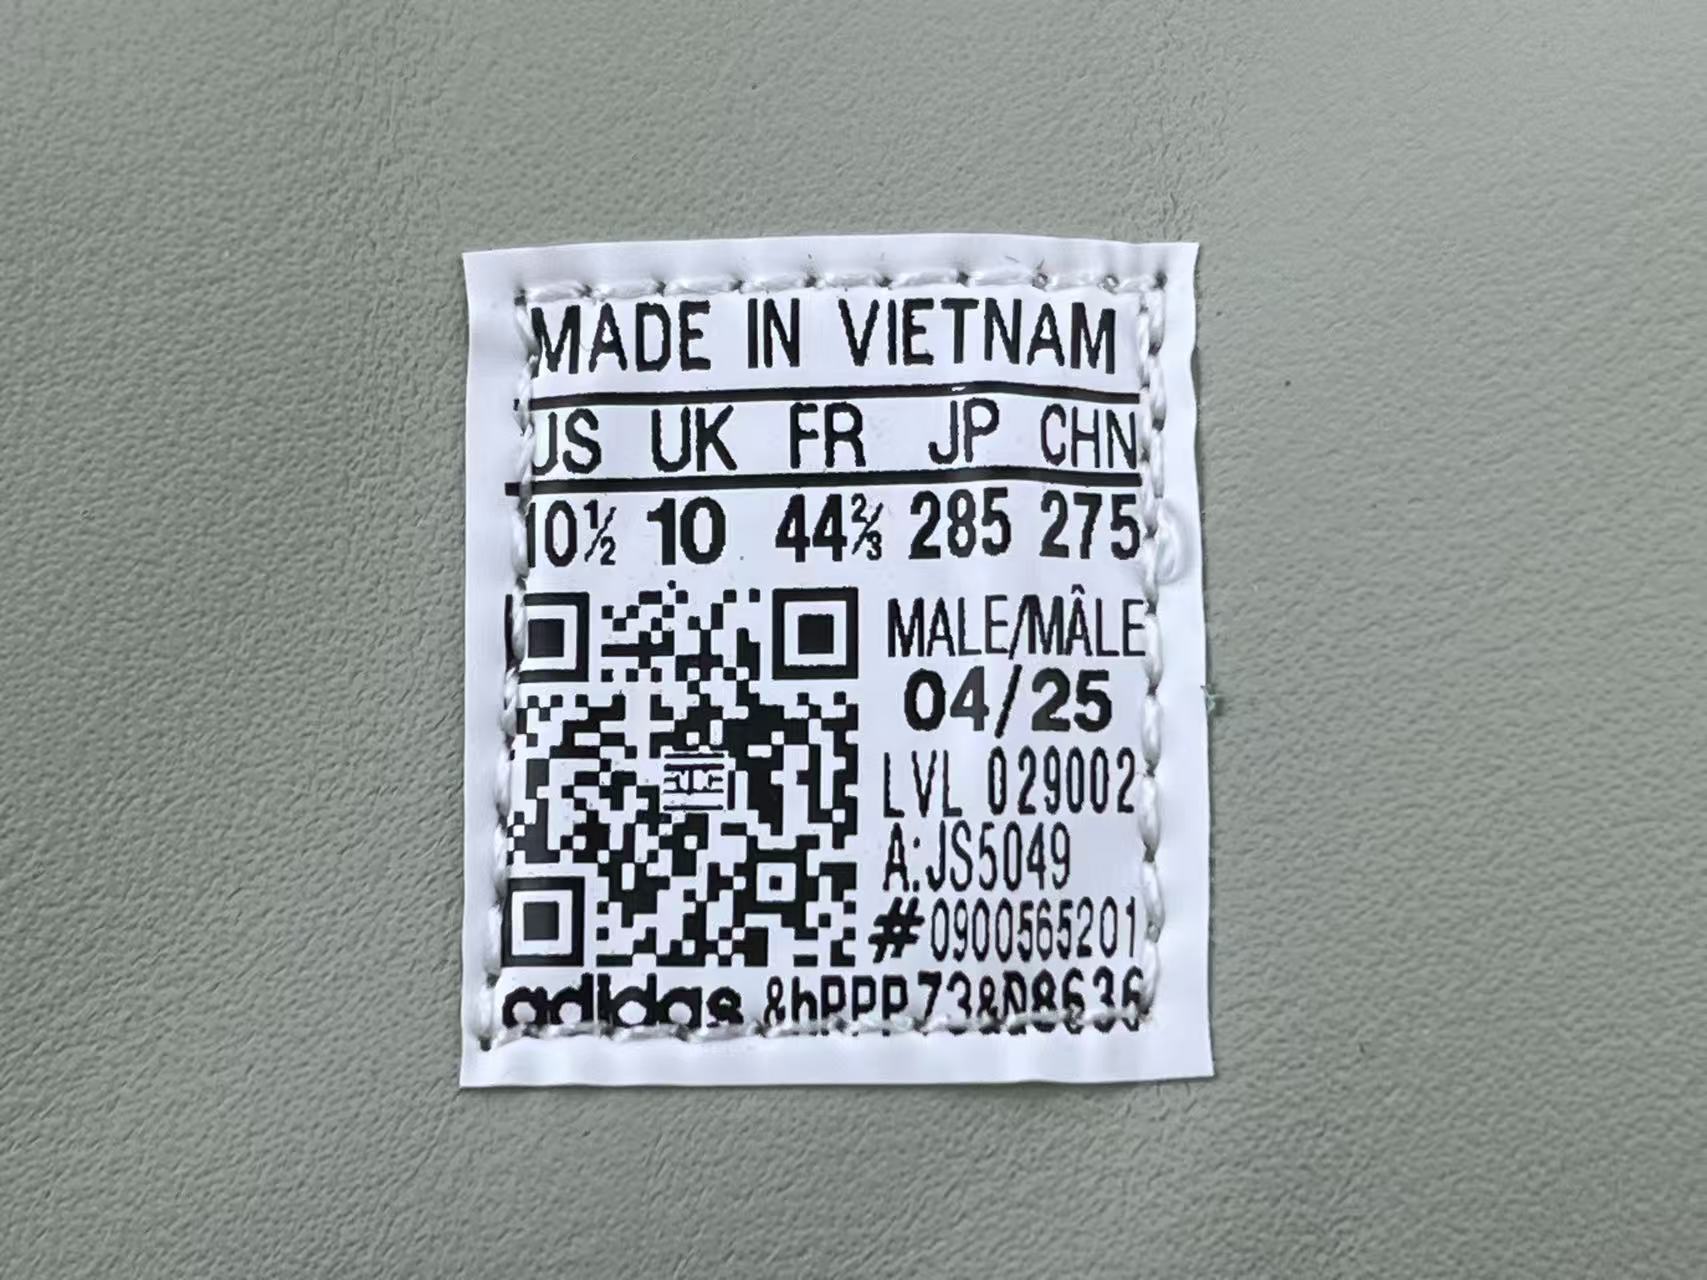 MADE IN VIETNAM
US UK FR JP CHN
10½ 10 44⅔ 285 275
MALE/MÂLE
04/25
LVL 029002
A:JS5049
#0900565201
adidas